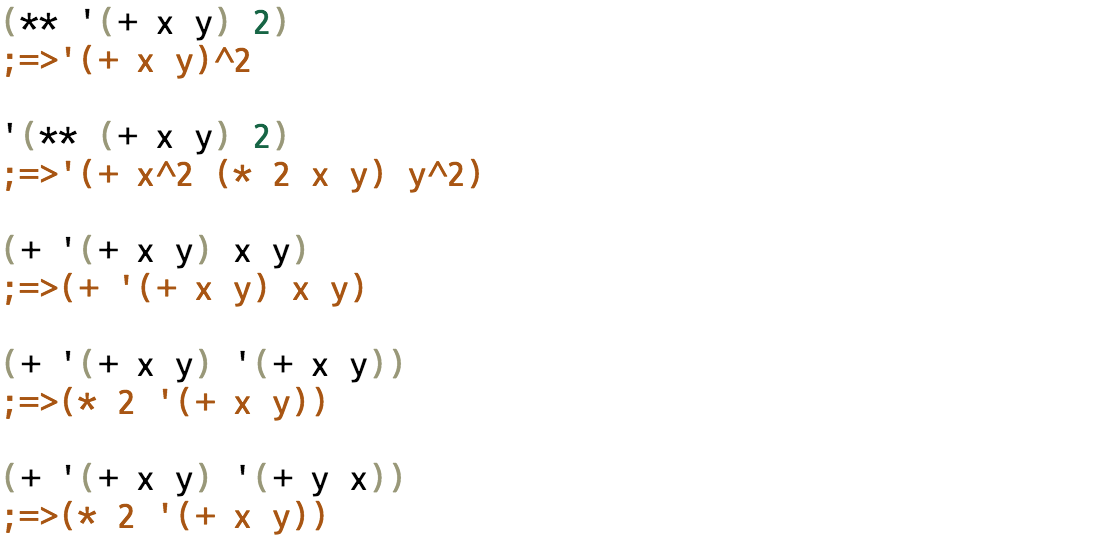 (** '(+ x y) 2)
;=>'(+ x y)^2
'(** (+ x y) 2)
;=>'(+ x^2 (* 2 x y) y^2)
(+ '(+ x y) x y)
;=>(+ '(+ x y) x y)
(+ '(+ x y) '(+ x y))
;=>(* 2 '(+ x y))
(+ '(+ x y) '(+ y x))
;=>(* 2 '(+ x y))